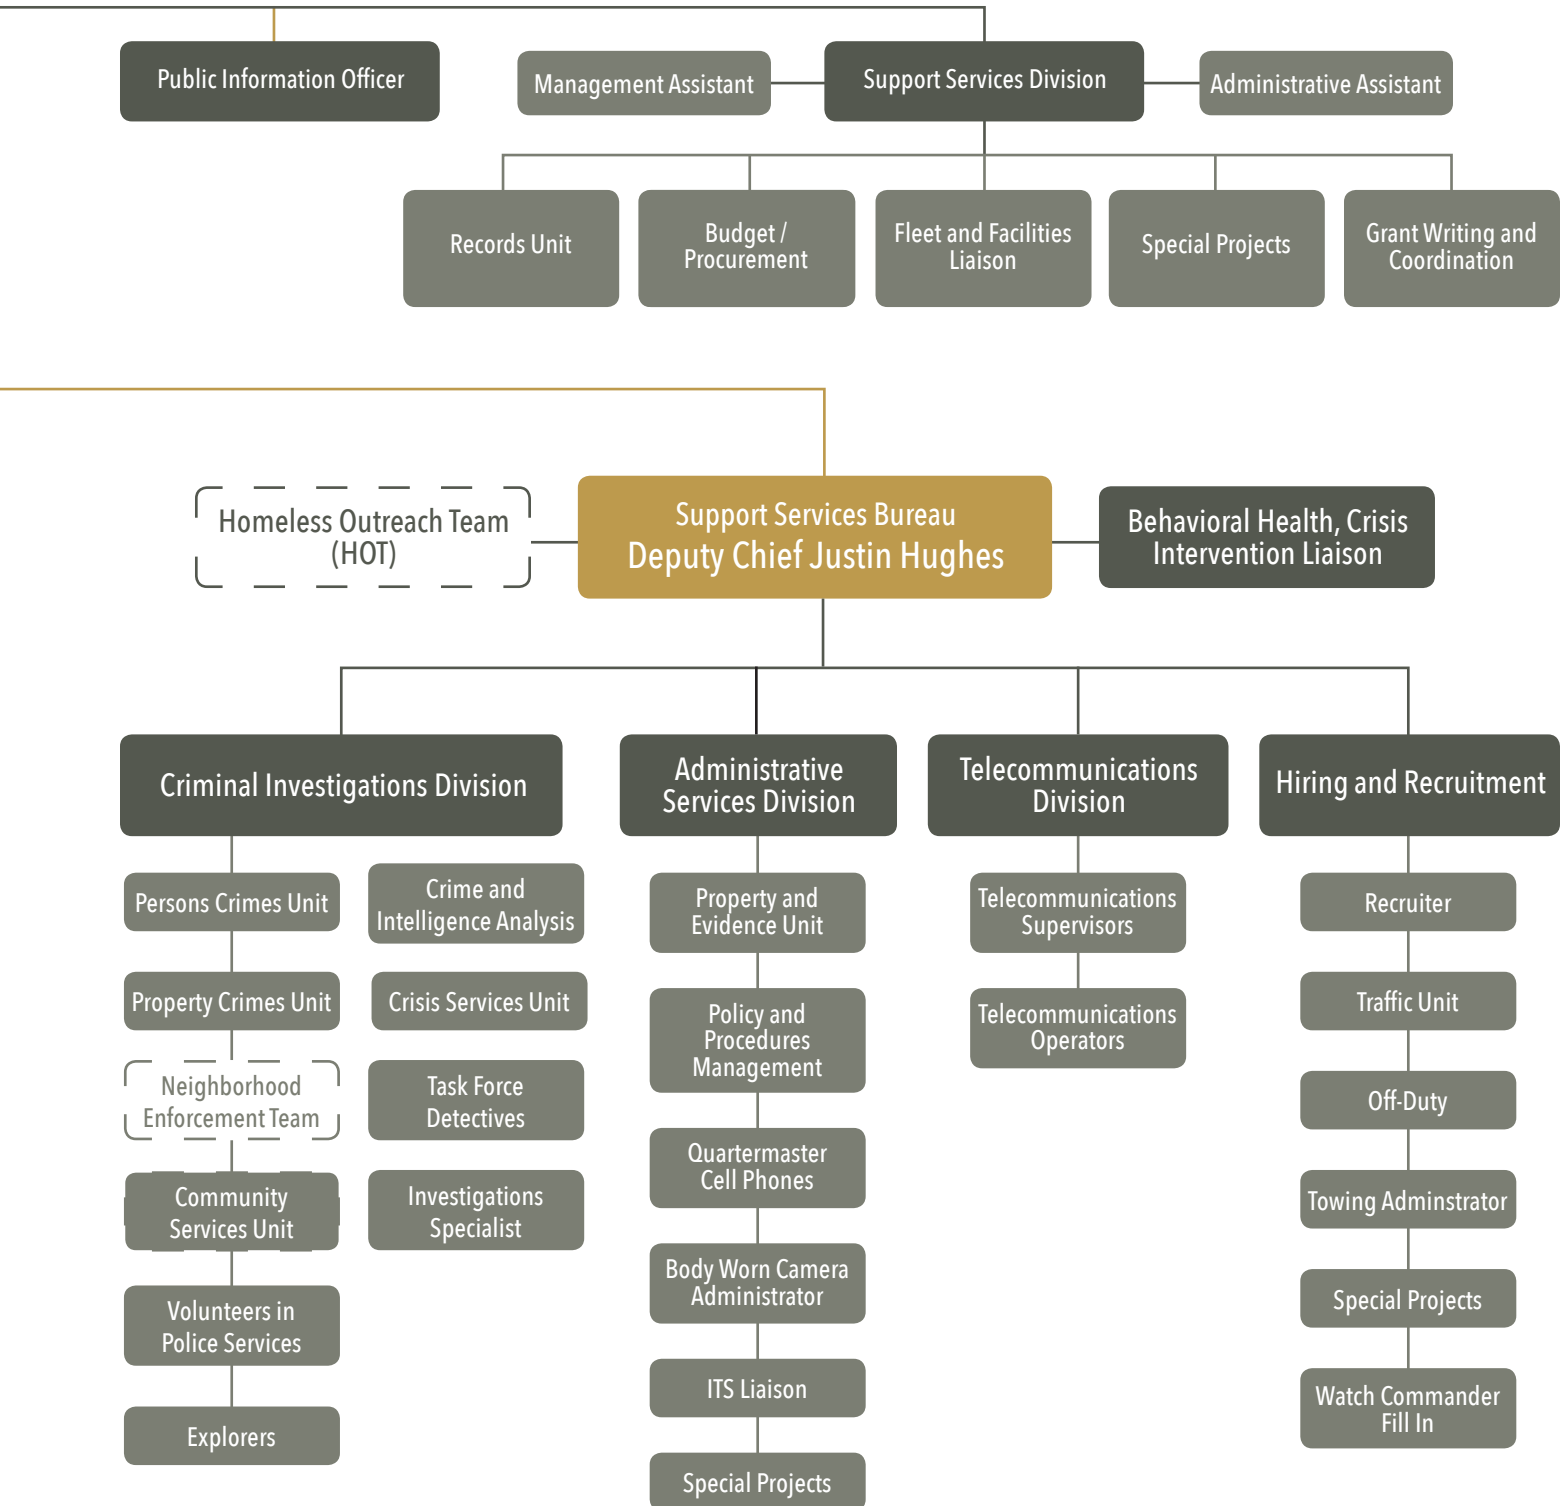 Public Information Officer
Management Assistant
Support Services Division
Administrative Assistant
Records Unit
Budget /
Procurement
Fleet and Facilities
Liaison
Special Projects
Grant Writing and
Coordination
Homeless Outreach Team
(HOT)
Support Services Bureau
Deputy Chief Justin Hughes
Behavioral Health, Crisis
Intervention Liaison
Criminal Investigations Division
Persons Crimes Unit
Property Crimes Unit
Neighborhood
Enforcement Team
Community
Services Unit
Volunteers in
Police Services
Explorers
Crime and
Intelligence Analysis
Crisis Services Unit
Task Force
Detectives
Investigations
Specialist
Administrative
Services Division
Property and
Evidence Unit
Policy and
Procedures
Management
Quartermaster
Cell Phones
Body Worn Camera
Administrator
ITS Liaison
Special Projects
Telecommunications
Division
Telecommunications
Supervisors
Telecommunications
Operators
Hiring and Recruitment
Recruiter
Traffic Unit
Off-Duty
Towing Adminstrator
Special Projects
Watch Commander
Fill In